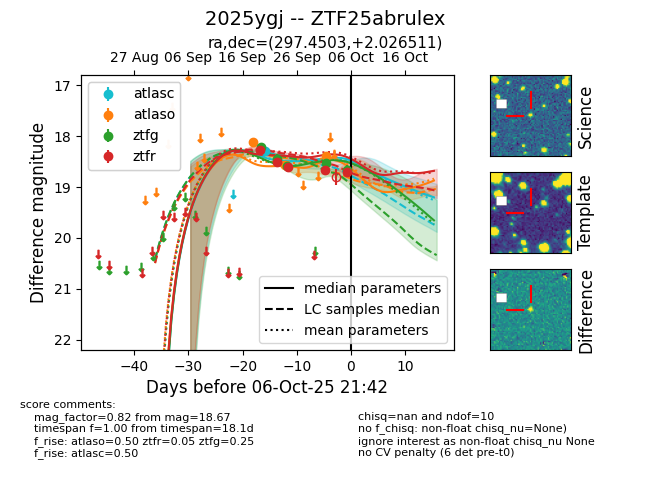 2025ygj -- ZTF25abrulex
ra,dec=(297.4503,+2.026511)
27 Aug 06 Sep 16 Sep 26 Sep 06 Oct 16 Oct
17
18
19
20
21
22
Difference magnitude
atlasc
atlaso
ztfg
ztfr
median parameters
LC samples median
mean parameters
−40 −30 −20 −10 0 10
Days before 06-Oct-25 21:42
Science
Template
Difference
score comments:
mag_factor=0.82 from mag=18.67
timespan f=1.00 from timespan=18.1d
f_rise: atlaso=0.50 ztfr=0.05 ztfg=0.25
f_rise: atlasc=0.50
chisq=nan and ndof=10
no f_chisq: non-float chisq_nu=None)
ignore interest as non-float chisq_nu None
no CV penalty (6 det pre-t0)